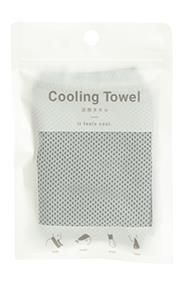 Cooling Towel
冷感タオル
it feels cool.